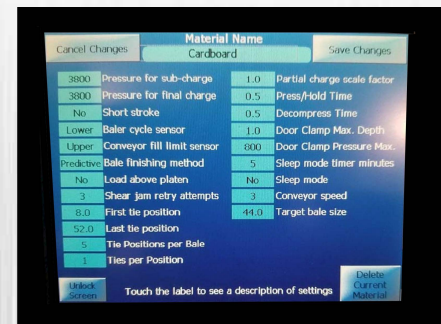 Material Name
Cancel Changes
Cardboard
Save Changes
3800 Pressure for sub-charge
3800 Pressure for final charge
No Short stroke
Lower Baler cycle sensor
Upper Conveyor fill limit sensor
Predictive Bale finishing method
No Load above platen
3 Shear jam retry attempts
8.0 First tie position
52.0 Last tie position
5 Tie Positions per Bale
1 Ties per Position
1.0 Partial charge scale factor
0.5 Press/Hold Time
0.5 Decompress Time
1.0 Door Clamp Max. Depth
800 Door Clamp Pressure Max.
5 Sleep mode timer minutes
No Sleep mode
3 Conveyor speed
44.0 Target bale size
Unlock
Screen
Touch the label to see a description of settings
Delete
Current
Material